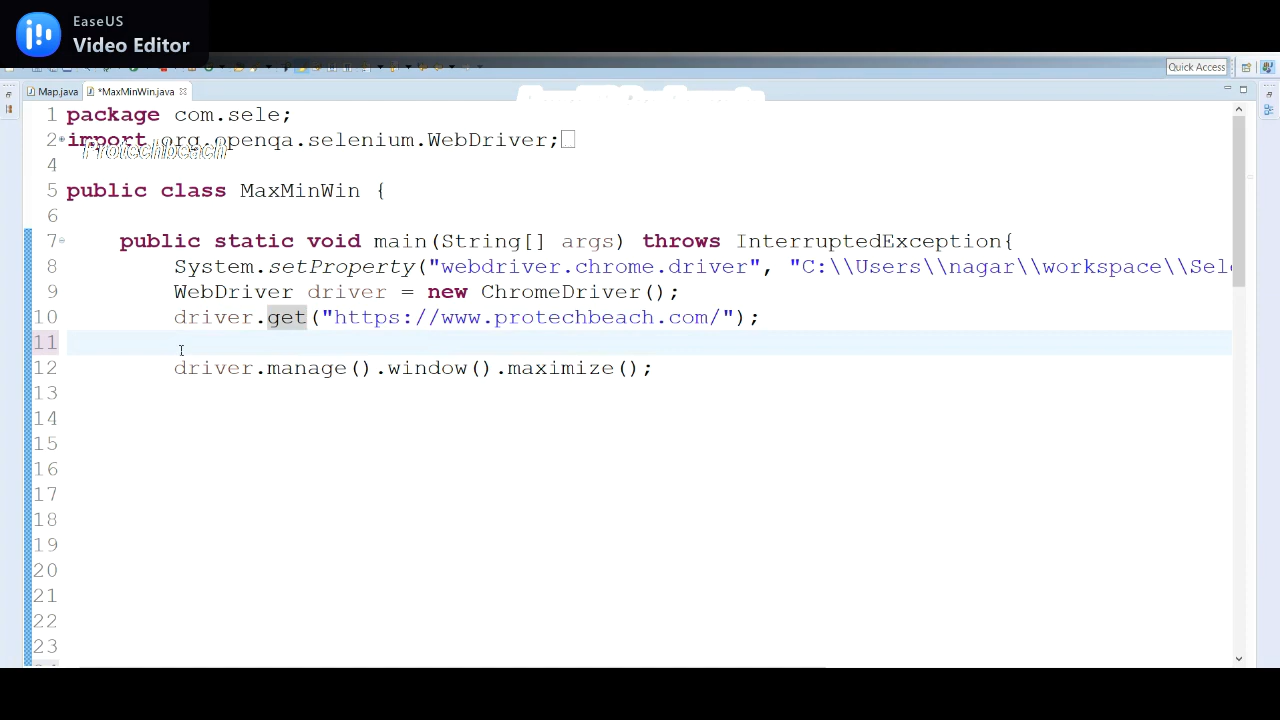 EaseUS
Video Editor
Quick Access
Map.java *MaxMinWin.java
1 package com.sele;
2 import org.openqa.selenium.WebDriver;
Protechbeach
4
5 public class MaxMinWin {
6
7 public static void main(String[] args) throws InterruptedException{
8 System.setProperty("webdriver.chrome.driver", "C:\\Users\\nagar\\workspace\\Sele
9 WebDriver driver = new ChromeDriver();
10 driver.get("https://www.protechbeach.com/");
11
12 driver.manage().window().maximize();
13
14
15
16
17
18
19
20
21
22
23